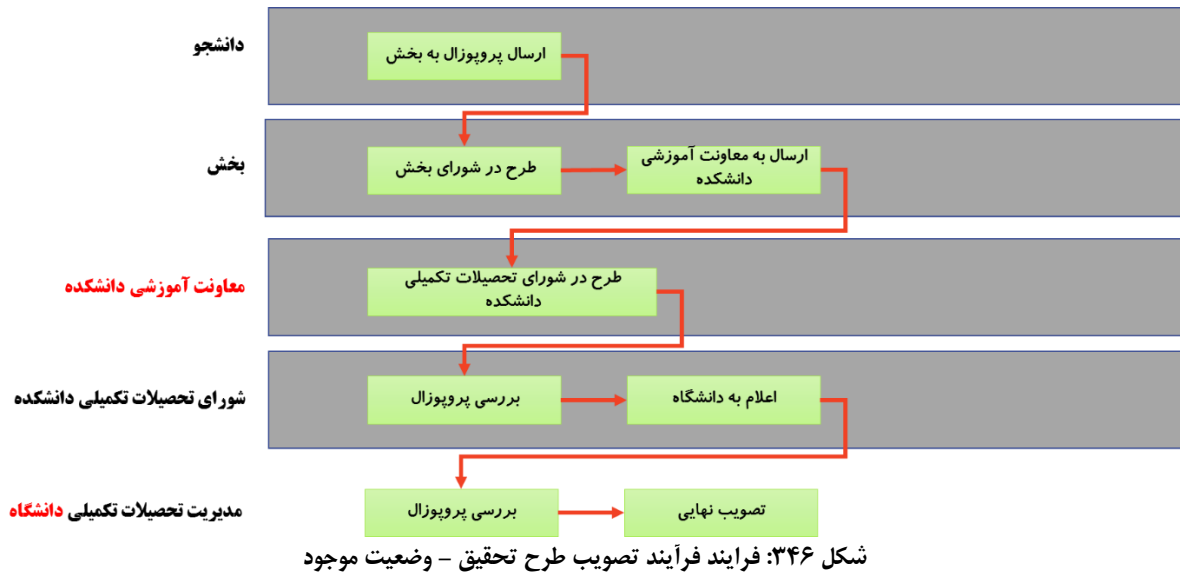 دانشجو
ارسال پروپوزال به بخش
بخش
طرح در شورای بخش
ارسال به معاونت آموزشی
دانشکده
معاونت آموزشی دانشکده
طرح در شورای تحصیلات تکمیلی
دانشکده
شورای تحصیلات تکمیلی دانشکده
بررسی پروپوزال
اعلام به دانشگاه
مدیریت تحصیلات تکمیلی دانشگاه
بررسی پروپوزال
تصویب نهایی
شکل ۳۴۶: فرایند فرآیند تصویب طرح تحقیق – وضعیت موجود